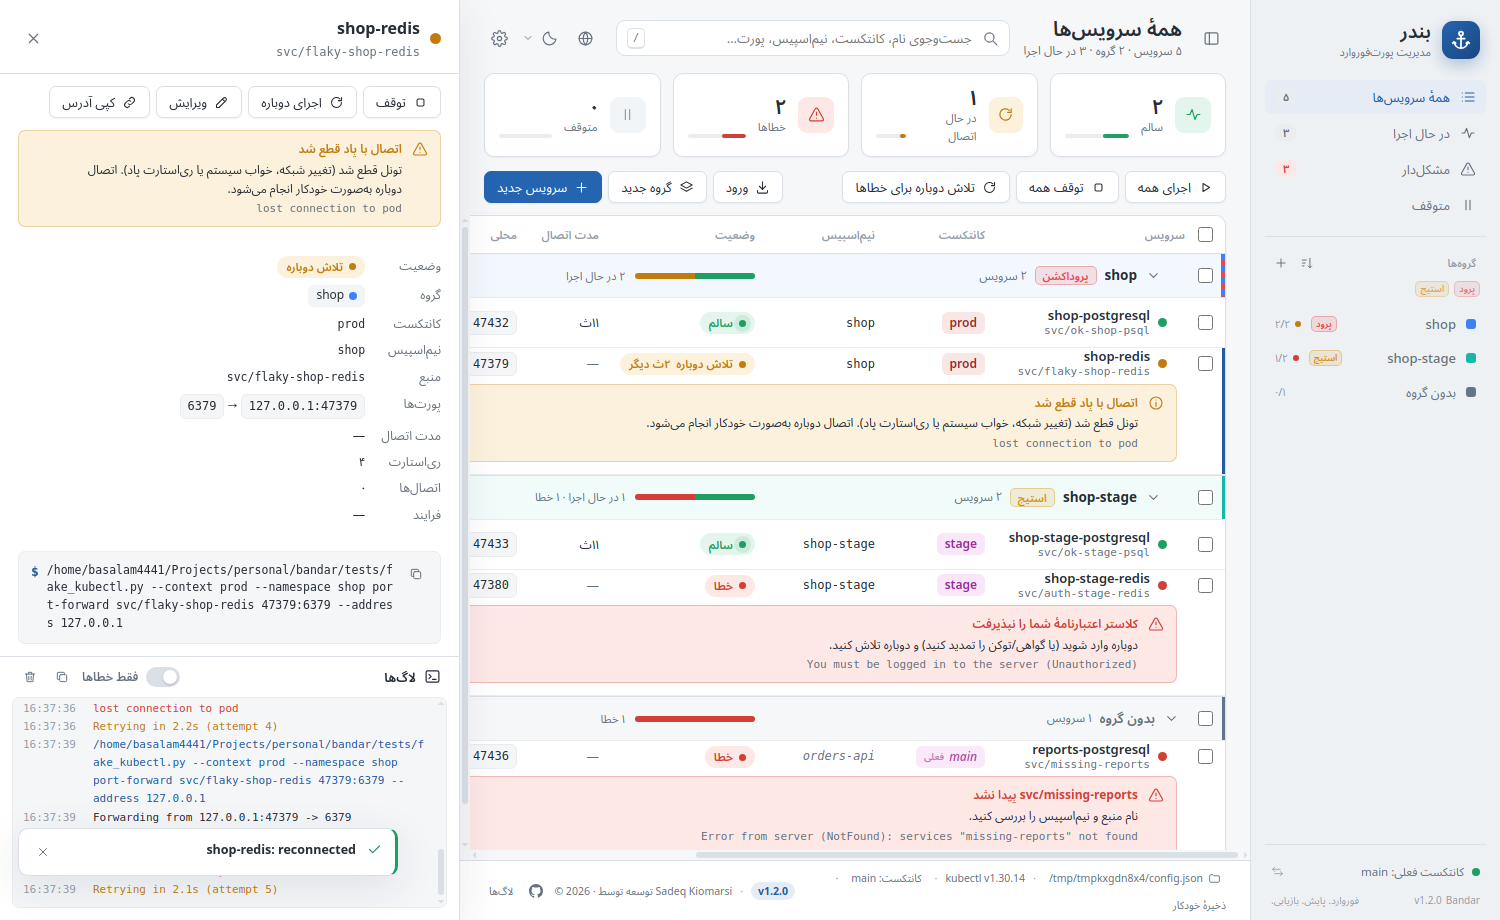 بندر
مدیریت پورت‌فوروارد
همهٔ سرویس‌ها ۵
در حال اجرا ۳
مشکل‌دار ۳
متوقف
گروه‌ها
پرود استیج
shop پرود ۲/۲
shop-stage استیج ۱/۲
بدون گروه ۰/۱
کانتکست فعلی: main
v1.2.0 Bandar فوروارد، پایش، بازیابی.
همهٔ سرویس‌ها
۵ سرویس · ۲ گروه · ۳ در حال اجرا
جست‌وجوی نام، کانتکست، نیم‌اسپیس، پورت... /
۲
سالم
۱
در حال
اتصال
۲
خطاها
۰
متوقف
اجرای همه توقف همه تلاش دوباره برای خطاها ورود گروه جدید سرویس جدید
سرویس کانتکست نیم‌اسپیس وضعیت مدت اتصال محلی
shop پروداکشن ۲ سرویس ۲ در حال اجرا
shop-postgresql prod shop سالم ۱۱ث 47432
svc/ok-shop-psql
shop-redis prod shop تلاش دوباره ۲ث دیگر — 47379
svc/flaky-shop-redis
اتصال با پاد قطع شد
تونل قطع شد (تغییر شبکه، خواب سیستم یا ری‌استارت پاد). اتصال دوباره به‌صورت خودکار انجام می‌شود.
lost connection to pod
shop-stage استیج ۲ سرویس ۱ در حال اجرا · ۱ خطا
shop-stage-postgresql stage shop-stage سالم ۱۱ث 47433
svc/ok-stage-psql
shop-stage-redis stage shop-stage خطا — 47380
svc/auth-stage-redis
کلاستر اعتبارنامهٔ شما را نپذیرفت
دوباره وارد شوید (یا گواهی/توکن را تمدید کنید) و دوباره تلاش کنید.
You must be logged in to the server (Unauthorized)
بدون گروه ۱ سرویس ۱ خطا
reports-postgresql main فعلی orders-api خطا — 47436
svc/missing-reports
svc/missing-reports پیدا نشد
نام منبع و نیم‌اسپیس را بررسی کنید.
Error from server (NotFound): services "missing-reports" not found
/tmp/tmpkxgdn8x4/config.json · kubectl v1.30.14 · کانتکست: main ·
ذخیرهٔ خودکار
v1.2.0 · توسعه توسط Sadeq Kiomarsi · 2026 © لاگ‌ها
shop-redis
svc/flaky-shop-redis
توقف اجرای دوباره ویرایش کپی آدرس
اتصال با پاد قطع شد
تونل قطع شد (تغییر شبکه، خواب سیستم یا ری‌استارت پاد). اتصال
دوباره به‌صورت خودکار انجام می‌شود.
lost connection to pod
وضعیت تلاش دوباره
گروه shop
کانتکست prod
نیم‌اسپیس shop
منبع svc/flaky-shop-redis
پورت‌ها 127.0.0.1:47379 → 6379
مدت اتصال —
ری‌استارت ۴
اتصال‌ها ۰
فرایند —
$ /home/basalam4441/Projects/personal/bandar/tests/f
ake_kubectl.py --context prod --namespace shop por
t-forward svc/flaky-shop-redis 47379:6379 --addres
s 127.0.0.1
لاگ‌ها فقط خطاها
16:37:36 lost connection to pod
16:37:36 Retrying in 2.2s (attempt 4)
16:37:39 /home/basalam4441/Projects/personal/bandar/tests/f
ake_kubectl.py --context prod --namespace shop
port-forward svc/flaky-shop-redis 47379:6379 --
address 127.0.0.1
16:37:39 Forwarding from 127.0.0.1:47379 -> 6379
shop-redis: reconnected
16:37:39 Retrying in 2.1s (attempt 5)